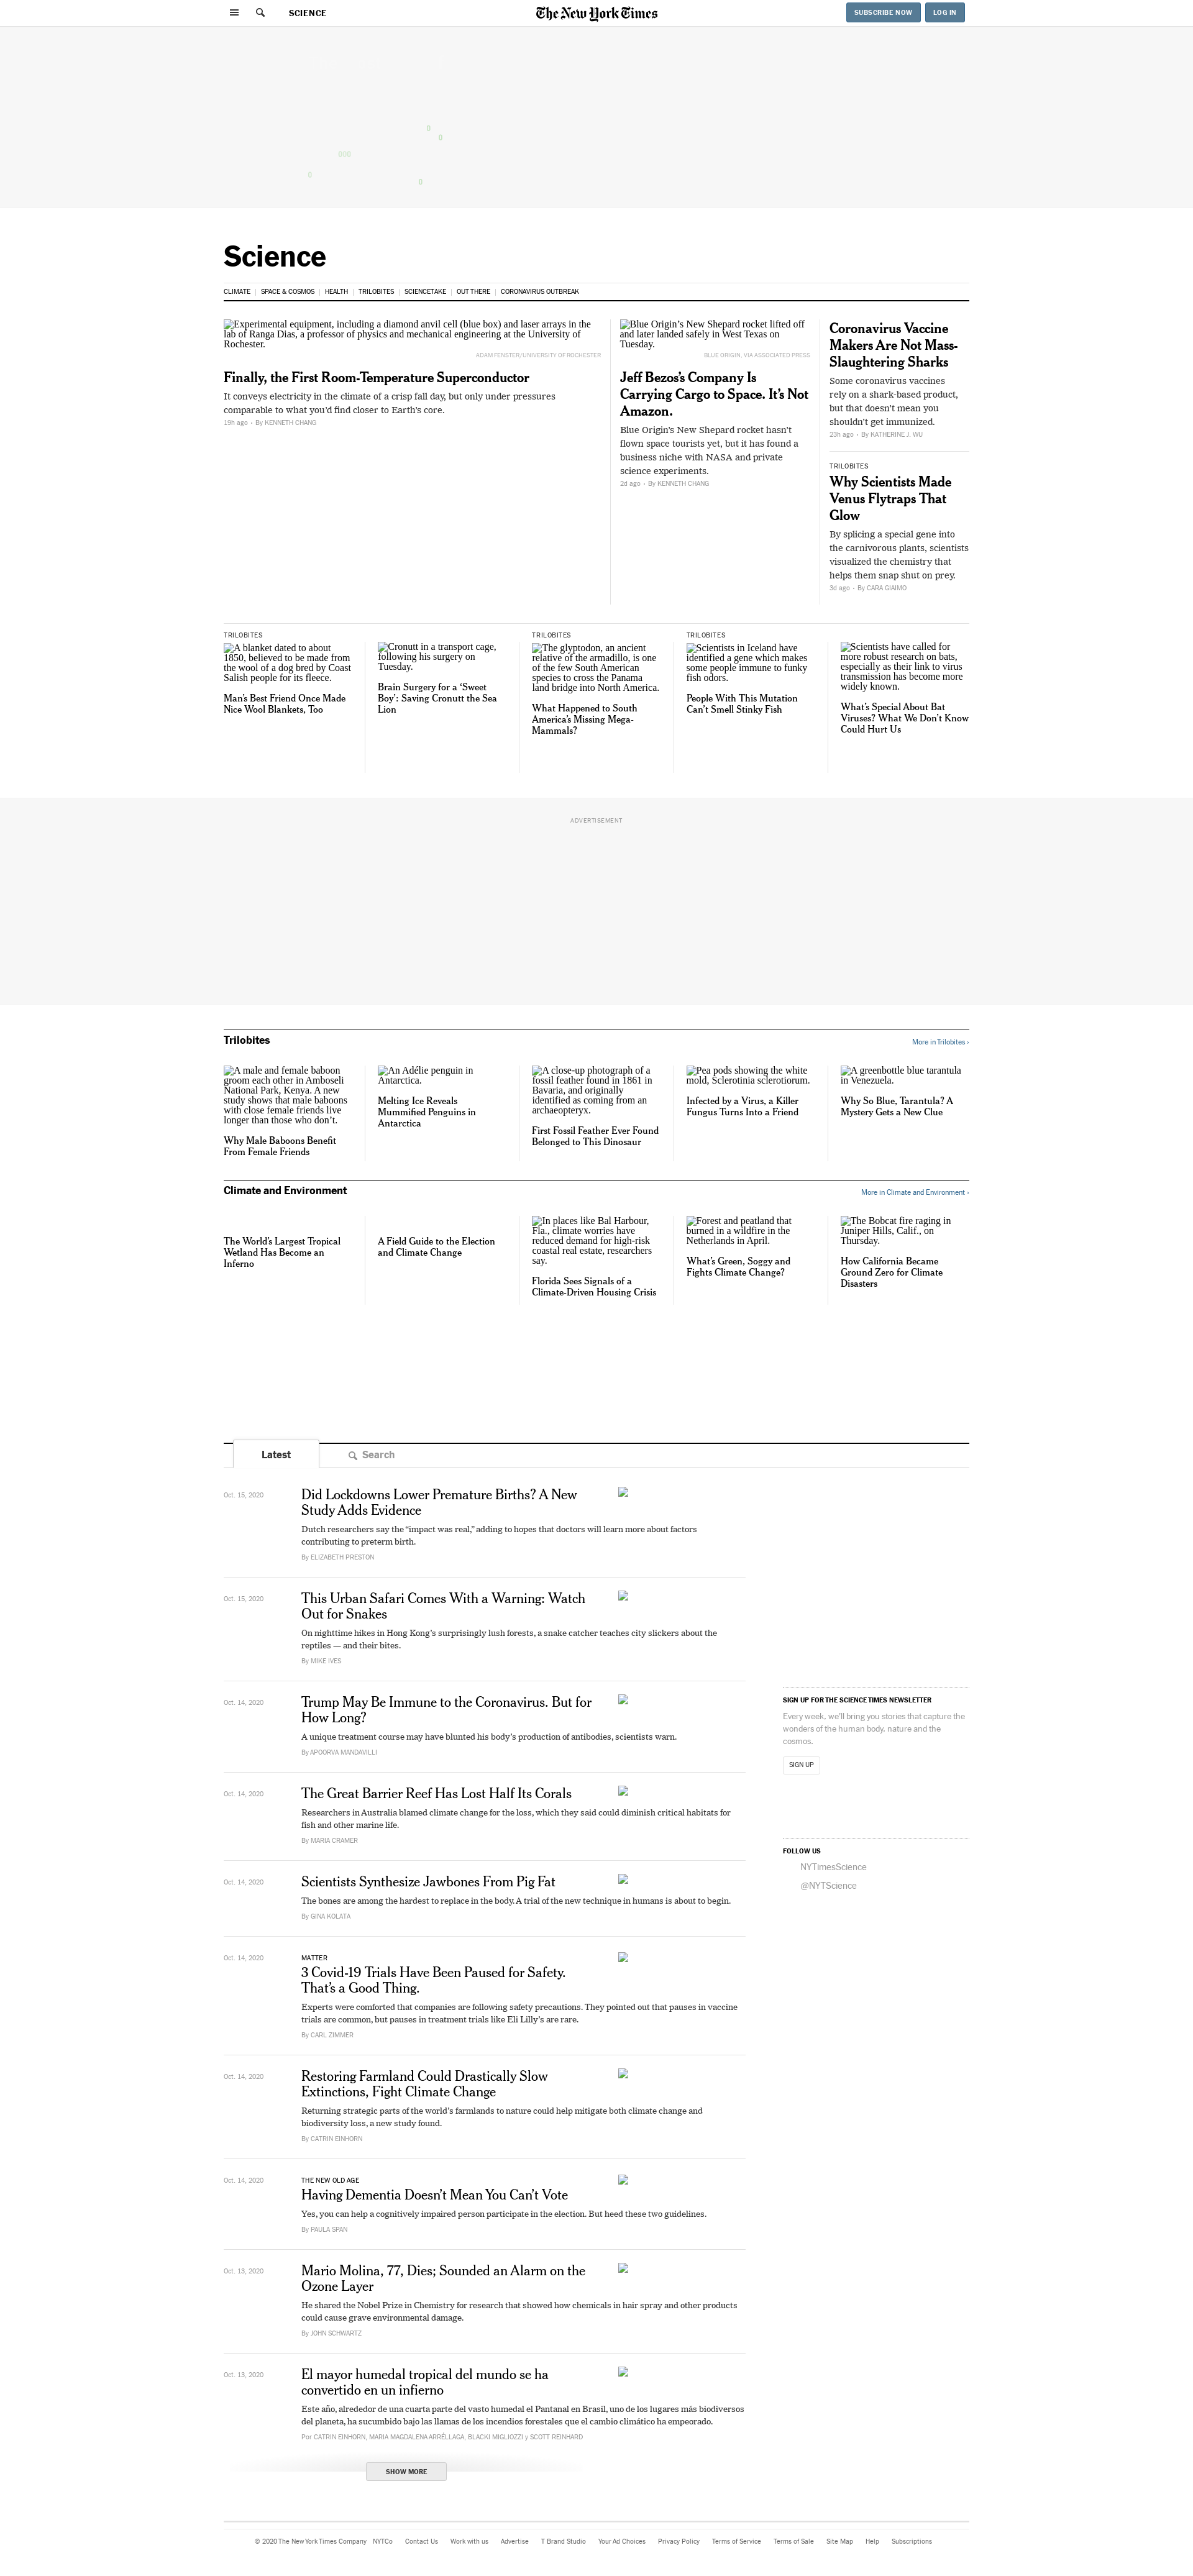 SCIENCE
The New York Times
SUBSCRIBE NOW
LOG IN
Science
CLIMATE
SPACE & COSMOS
HEALTH
TRILOBITES
SCIENCETAKE
OUT THERE
CORONAVIRUS OUTBREAK
Experimental equipment, including a diamond anvil cell (blue box) and laser arrays in the
lab of Ranga Dias, a professor of physics and mechanical engineering at the University of
Rochester.
ADAM FENSTER/UNIVERSITY OF ROCHESTER
Finally, the First Room-Temperature Superconductor
It conveys electricity in the climate of a crisp fall day, but only under pressures
comparable to what you'd find closer to Earth's core.
19h ago • By KENNETH CHANG
Blue Origin's New Shepard rocket lifted off
and later landed safely in West Texas on
Tuesday.
BLUE ORIGIN, VIA ASSOCIATED PRESS
Jeff Bezos's Company Is
Carrying Cargo to Space. It's Not
Amazon.
Blue Origin's New Shepard rocket hasn't
flown space tourists yet, but it has found a
business niche with NASA and private
science experiments.
2d ago • By KENNETH CHANG
Coronavirus Vaccine
Makers Are Not Mass-
Slaughtering Sharks
Some coronavirus vaccines
rely on a shark-based product,
but that doesn't mean you
shouldn't get immunized.
23h ago • By KATHERINE J. WU
TRILOBITES
Why Scientists Made
Venus Flytraps That
Glow
By splicing a special gene into
the carnivorous plants, scientists
visualized the chemistry that
helps them snap shut on prey.
3d ago • By CARA GIAIMO
TRILOBITES
A blanket dated to about
1850, believed to be made from
the wool of a dog bred by Coast
Salish people for its fleece.
Man's Best Friend Once Made
Nice Wool Blankets, Too
Cronutt in a transport cage,
following his surgery on
Tuesday.
Brain Surgery for a 'Sweet
Boy': Saving Cronutt the Sea
Lion
TRILOBITES
The glyptodon, an ancient
relative of the armadillo, is one
of the few South American
species to cross the Panama
land bridge into North America.
What Happened to South
America's Missing Mega-
Mammals?
TRILOBITES
Scientists in Iceland have
identified a gene which makes
some people immune to funky
fish odors.
People With This Mutation
Can't Smell Stinky Fish
Scientists have called for
more robust research on bats,
especially as their link to virus
transmission has become more
widely known.
What's Special About Bat
Viruses? What We Don't Know
Could Hurt Us
ADVERTISEMENT
Trilobites
More in Trilobites ›
A male and female baboon
groom each other in Amboseli
National Park, Kenya. A new
study shows that male baboons
with close female friends live
longer than those who don't.
Why Male Baboons Benefit
From Female Friends
An Adélie penguin in
Antarctica.
Melting Ice Reveals
Mummified Penguins in
Antarctica
A close-up photograph of a
fossil feather found in 1861 in
Bavaria, and originally
identified as coming from an
archaeopteryx.
First Fossil Feather Ever Found
Belonged to This Dinosaur
Pea pods showing the white
mold, Sclerotinia sclerotiorum.
Infected by a Virus, a Killer
Fungus Turns Into a Friend
A greenbottle blue tarantula
in Venezuela.
Why So Blue, Tarantula? A
Mystery Gets a New Clue
Climate and Environment
More in Climate and Environment ›
The World's Largest Tropical
Wetland Has Become an
Inferno
A Field Guide to the Election
and Climate Change
In places like Bal Harbour,
Fla., climate worries have
reduced demand for high-risk
coastal real estate, researchers
say.
Florida Sees Signals of a
Climate-Driven Housing Crisis
Forest and peatland that
burned in a wildfire in the
Netherlands in April.
What's Green, Soggy and
Fights Climate Change?
The Bobcat fire raging in
Juniper Hills, Calif., on
Thursday.
How California Became
Ground Zero for Climate
Disasters
Latest
Search
Oct. 15, 2020
Did Lockdowns Lower Premature Births? A New
Study Adds Evidence
Dutch researchers say the "impact was real," adding to hopes that doctors will learn more about factors
contributing to preterm birth.
By ELIZABETH PRESTON
Oct. 15, 2020
This Urban Safari Comes With a Warning: Watch
Out for Snakes
On nighttime hikes in Hong Kong's surprisingly lush forests, a snake catcher teaches city slickers about the
reptiles — and their bites.
By MIKE IVES
Oct. 14, 2020
Trump May Be Immune to the Coronavirus. But for
How Long?
A unique treatment course may have blunted his body's production of antibodies, scientists warn.
By APOORVA MANDAVILLI
Oct. 14, 2020
The Great Barrier Reef Has Lost Half Its Corals
Researchers in Australia blamed climate change for the loss, which they said could diminish critical habitats for
fish and other marine life.
By MARIA CRAMER
Oct. 14, 2020
Scientists Synthesize Jawbones From Pig Fat
The bones are among the hardest to replace in the body. A trial of the new technique in humans is about to begin.
By GINA KOLATA
Oct. 14, 2020
MATTER
3 Covid-19 Trials Have Been Paused for Safety.
That's a Good Thing.
Experts were comforted that companies are following safety precautions. They pointed out that pauses in vaccine
trials are common, but pauses in treatment trials like Eli Lilly's are rare.
By CARL ZIMMER
Oct. 14, 2020
Restoring Farmland Could Drastically Slow
Extinctions, Fight Climate Change
Returning strategic parts of the world's farmlands to nature could help mitigate both climate change and
biodiversity loss, a new study found.
By CATRIN EINHORN
Oct. 14, 2020
THE NEW OLD AGE
Having Dementia Doesn't Mean You Can't Vote
Yes, you can help a cognitively impaired person participate in the election. But heed these two guidelines.
By PAULA SPAN
Oct. 13, 2020
Mario Molina, 77, Dies; Sounded an Alarm on the
Ozone Layer
He shared the Nobel Prize in Chemistry for research that showed how chemicals in hair spray and other products
could cause grave environmental damage.
By JOHN SCHWARTZ
Oct. 13, 2020
El mayor humedal tropical del mundo se ha
convertido en un infierno
Este año, alrededor de una cuarta parte del vasto humedal el Pantanal en Brasil, uno de los lugares más biodiversos
del planeta, ha sucumbido bajo las llamas de los incendios forestales que el cambio climático ha empeorado.
Por CATRIN EINHORN, MARIA MAGDALENA ARRÉLLAGA, BLACKI MIGLIOZZI y SCOTT REINHARD
SHOW MORE
SIGN UP FOR THE SCIENCE TIMES NEWSLETTER
Every week, we'll bring you stories that capture the
wonders of the human body, nature and the
cosmos.
SIGN UP
FOLLOW US
NYTimesScience
@NYTScience
© 2020 The New York Times Company
NYTCo
Contact Us
Work with us
Advertise
T Brand Studio
Your Ad Choices
Privacy Policy
Terms of Service
Terms of Sale
Site Map
Help
Subscriptions